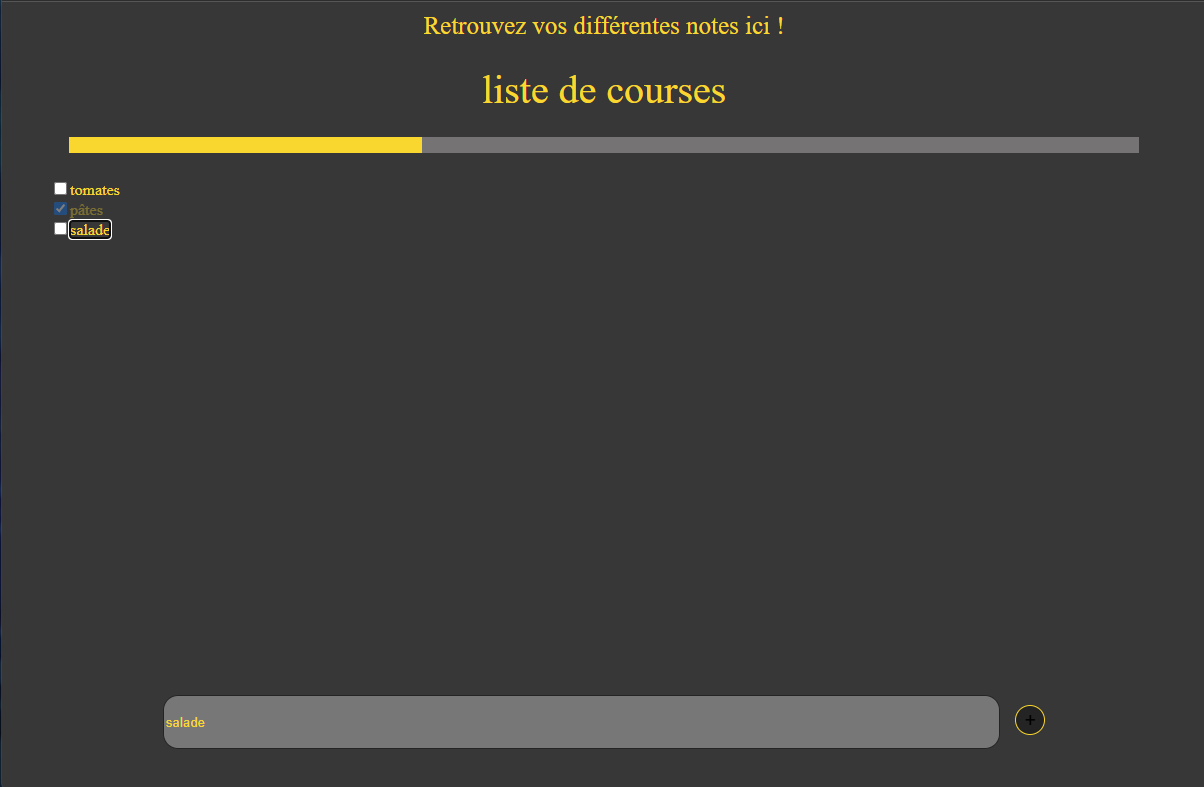 Retrouvez vos différentes notes ici !
liste de courses
tomates
pâtes
salade
salade
+